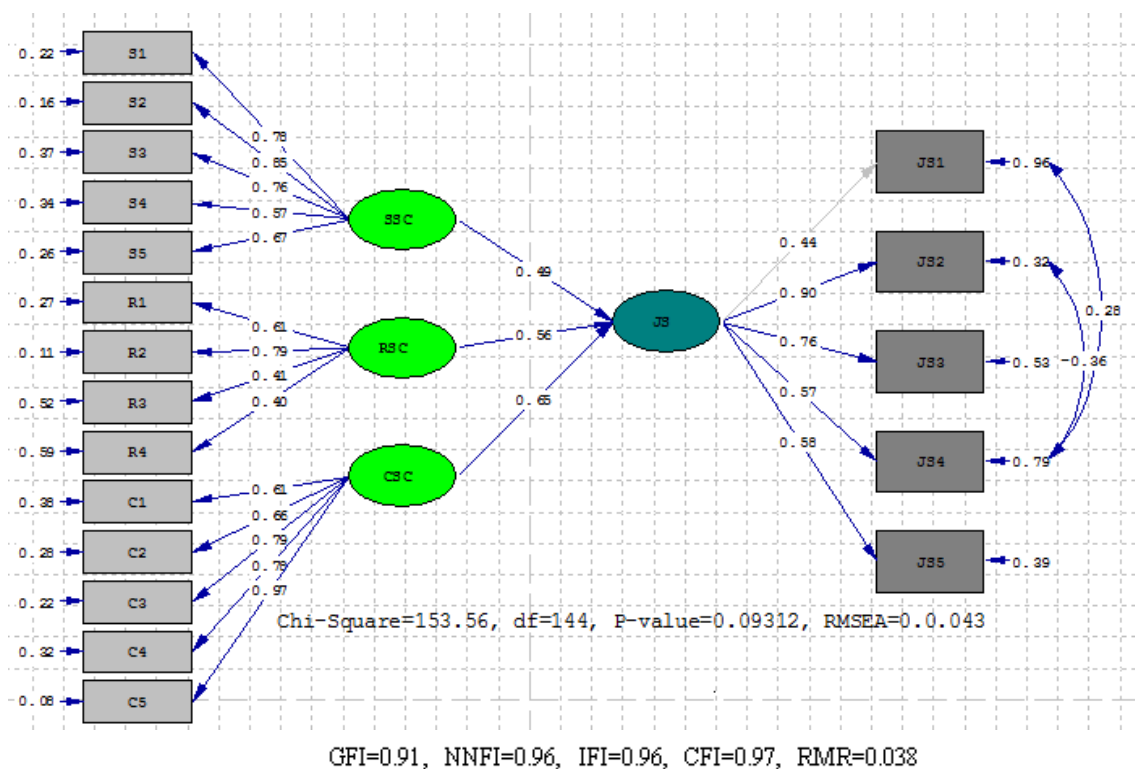 0.22 S1
0.16 S2
0.37 S3
0.34 S4
0.26 S5
0.27 R1
0.11 R2
0.52 R3
0.59 R4
0.38 C1
0.28 C2
0.22 C3
0.32 C4
0.08 C5
0.78
0.85
0.76
0.57
0.67
0.61
0.79
0.41
0.40
0.61
0.66
0.79
0.78
0.97
SSC
RSC
CSC
0.49
0.56
0.65
JS
0.44
0.90
0.76
0.57
0.58
JS1 0.96
JS2 0.32
JS3 0.53
JS4 0.79
JS5 0.39
0.28
-0.36
Chi-Square=153.56, df=144, P-value=0.09312, RMSEA=0.0.043
GFI=0.91, NNFI=0.96, IFI=0.96, CFI=0.97, RMR=0.038